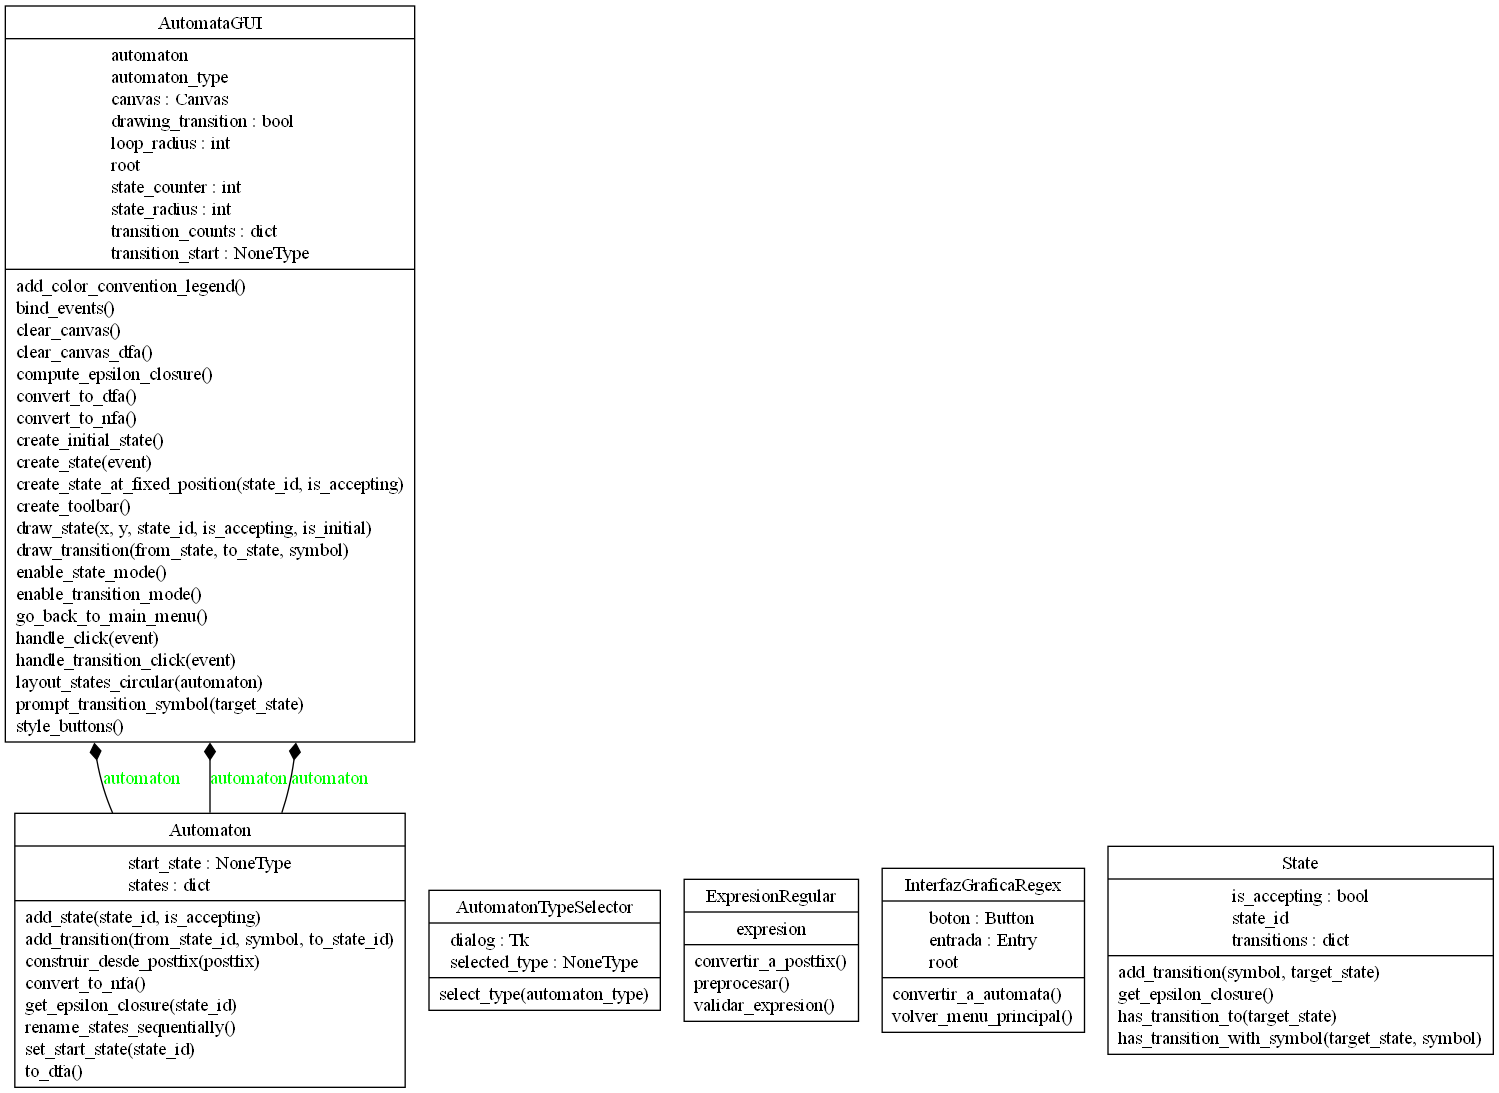 AutomataGUI
automaton
automaton_type
canvas : Canvas
drawing_transition : bool
loop_radius : int
root
state_counter : int
state_radius : int
transition_counts : dict
transition_start : NoneType
add_color_convention_legend()
bind_events()
clear_canvas()
clear_canvas_dfa()
compute_epsilon_closure()
convert_to_dfa()
convert_to_nfa()
create_initial_state()
create_state(event)
create_state_at_fixed_position(state_id, is_accepting)
create_toolbar()
draw_state(x, y, state_id, is_accepting, is_initial)
draw_transition(from_state, to_state, symbol)
enable_state_mode()
enable_transition_mode()
go_back_to_main_menu()
handle_click(event)
handle_transition_click(event)
layout_states_circular(automaton)
prompt_transition_symbol(target_state)
style_buttons()
automaton automaton automaton
Automaton
start_state : NoneType
states : dict
add_state(state_id, is_accepting)
add_transition(from_state_id, symbol, to_state_id)
construir_desde_postfix(postfix)
convert_to_nfa()
get_epsilon_closure(state_id)
rename_states_sequentially()
set_start_state(state_id)
to_dfa()
AutomatonTypeSelector
dialog : Tk
selected_type : NoneType
select_type(automaton_type)
ExpresionRegular
expresion
convertir_a_postfix()
preprocesar()
validar_expresion()
InterfazGraficaRegex
boton : Button
entrada : Entry
root
convertir_a_automata()
volver_menu_principal()
State
is_accepting : bool
state_id
transitions : dict
add_transition(symbol, target_state)
get_epsilon_closure()
has_transition_to(target_state)
has_transition_with_symbol(target_state, symbol)